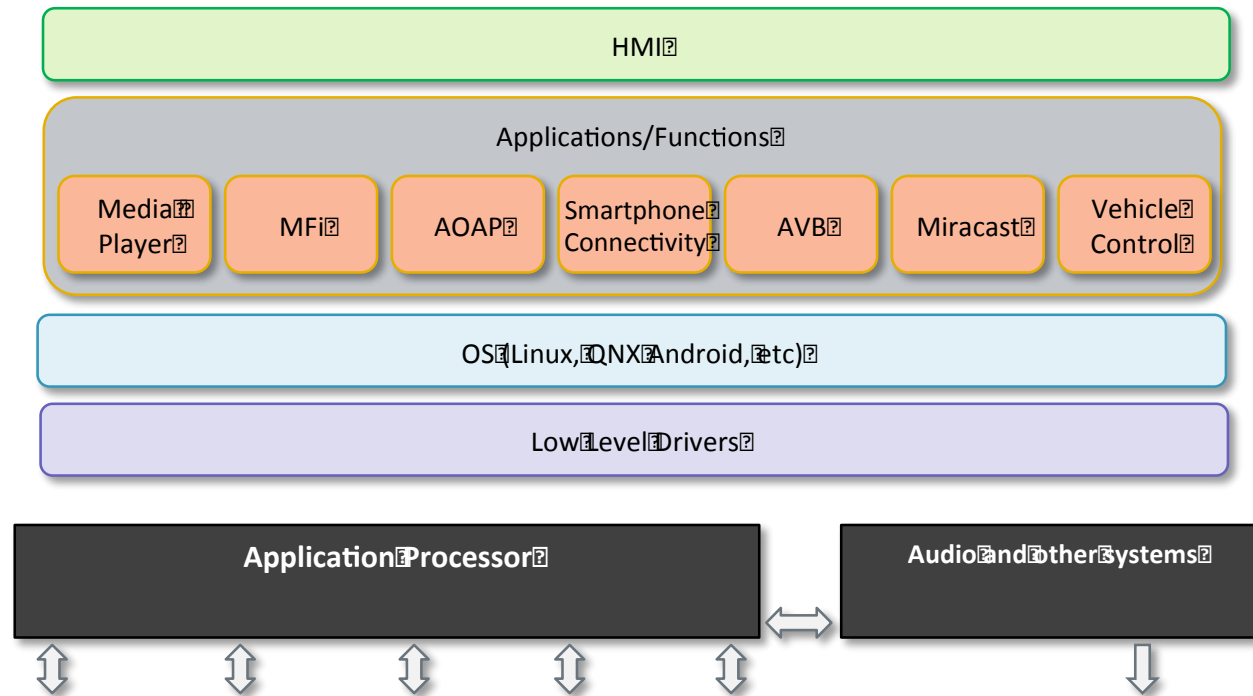 HMI
Applications/Functions
Media
Player
MFi
AOAP
Smartphone
Connectivity
AVB
Miracast
Vehicle
Control
OS (Linux, QNX Android, etc)
Low Level Drivers
Application Processor
Audio and other systems